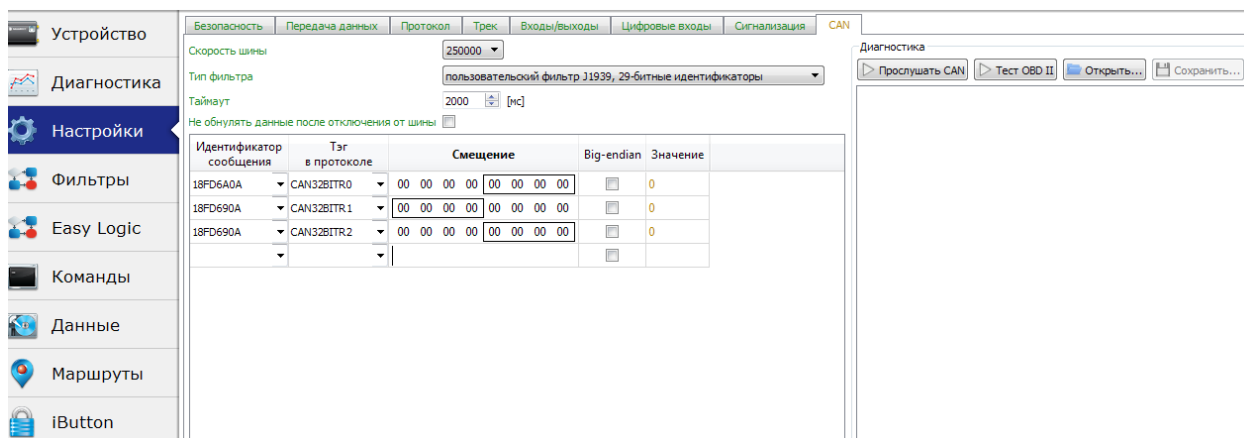 Устройство
Диагностика
Настройки
Фильтры
Easy Logic
Команды
Данные
Маршруты
iButton
Безопасность Передача данных Протокол Трек Входы/выходы Цифровые входы Сигнализация CAN
Скорость шины 250000
Тип фильтра пользовательский фильтр J1939, 29-битные идентификаторы
Таймаут 2000 [мс]
Не обнулять данные после отключения от шины
Идентификатор сообщения Тэг в протоколе Смещение Big-endian Значение
18FD6A0A CAN32BITR0 00 00 00 00 00 00 00 00 0
18FD690A CAN32BITR1 00 00 00 00 00 00 00 00 0
18FD690A CAN32BITR2 00 00 00 00 00 00 00 00 0
Диагностика
Прослушать CAN Тест OBD II Открыть... Сохранить...